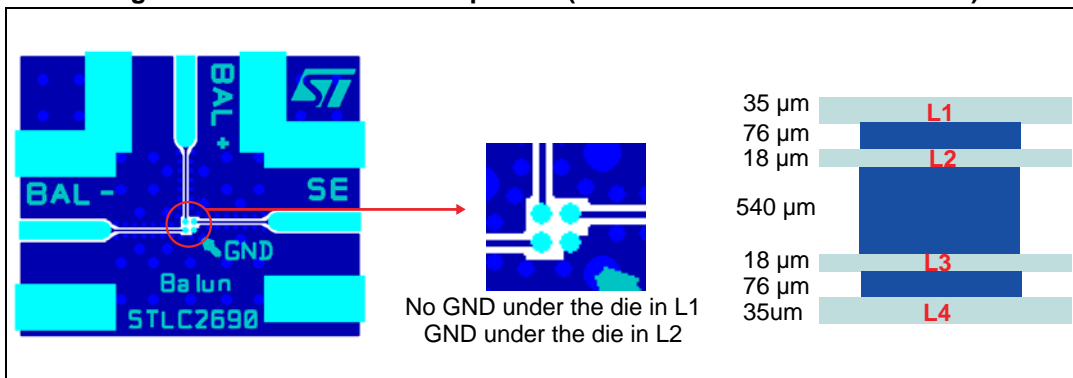 BAL +
ST
BAL -
SE
GND
Balun
STLC2690
No GND under the die in L1
GND under the die in L2
35 µm
L1
76 µm
18 µm
L2
540 µm
18 µm
L3
76 µm
35um
L4